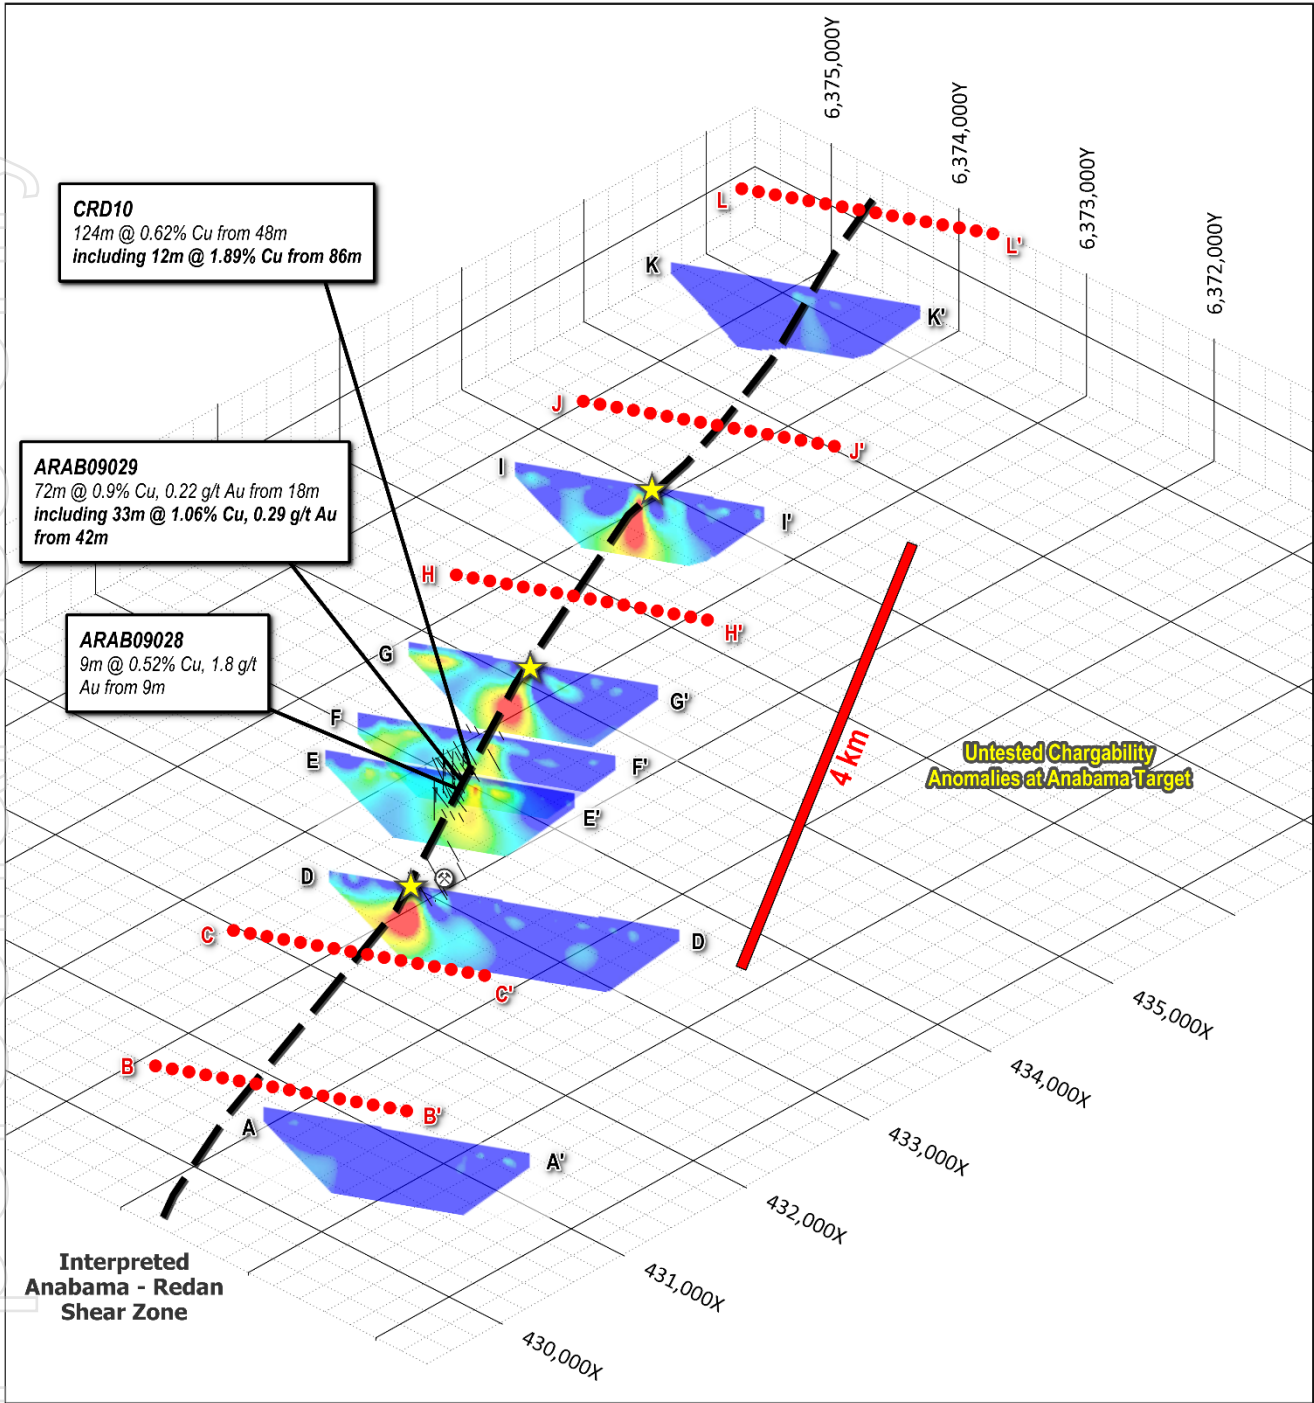 6,375,000Y
6,374,000Y
6,373,000Y
6,372,000Y
CRD10
124m @ 0.62% Cu from 48m
including 12m @ 1.89% Cu from 86m
L
L'
K
K'
J
J'
ARAB09029
72m @ 0.9% Cu, 0.22 g/t Au from 18m
including 33m @ 1.06% Cu, 0.29 g/t Au
from 42m
I
I'
H
H'
ARAB09028
9m @ 0.52% Cu, 1.8 g/t
Au from 9m
G
G'
F
F'
E
E'
4 km
Untested Chargability
Anomalies at Anabama Target
D
D
C
C'
B
B'
A
A'
435,000X
434,000X
433,000X
432,000X
431,000X
430,000X
Interpreted
Anabama - Redan
Shear Zone